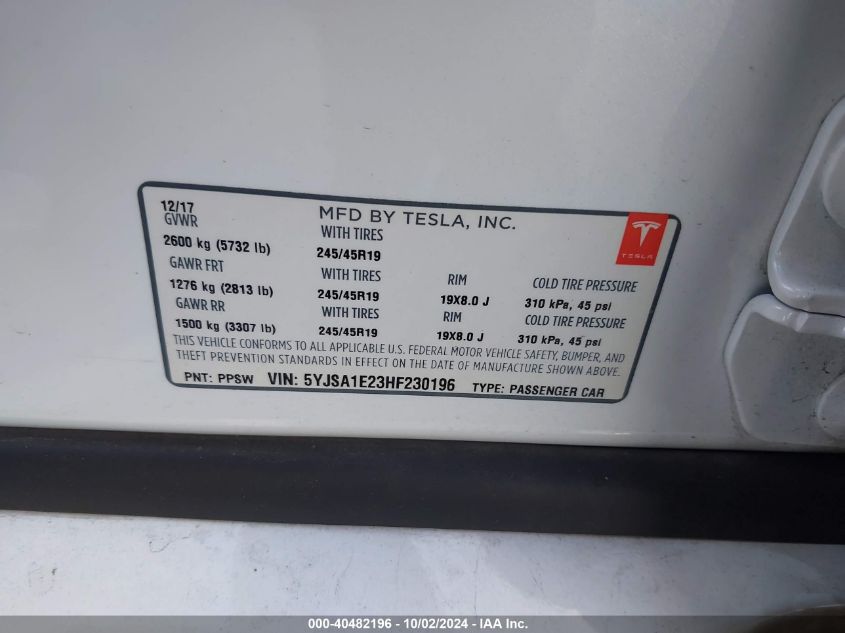 12/17 MFD BY TESLA, INC.
GVWR WITH TIRES
2600 kg (5732 lb) 245/45R19
TESLA
GAWR FRT WITH TIRES RIM COLD TIRE PRESSURE
1276 kg (2813 lb) 245/45R19 19X8.0 J 310 kPa, 45 psi
GAWR RR WITH TIRES RIM COLD TIRE PRESSURE
1500 kg (3307 lb) 245/45R19 19X8.0 J 310 kPa, 45 psi
THIS VEHICLE CONFORMS TO ALL APPLICABLE U.S. FEDERAL MOTOR VEHICLE SAFETY, BUMPER, AND
THEFT PREVENTION STANDARDS IN EFFECT ON THE DATE OF MANUFACTURE SHOWN ABOVE.
PNT: PPSW VIN: 5YJSA1E23HF230196 TYPE: PASSENGER CAR
000-40482196 - 10/02/2024 - IAA Inc.